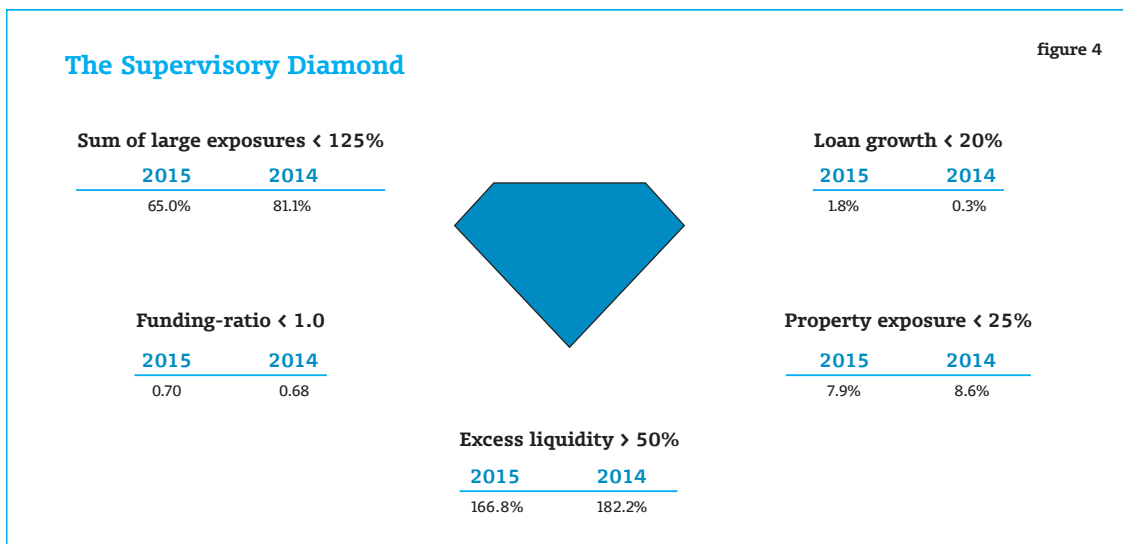 figure 4
The Supervisory Diamond
Sum of large exposures < 125%
2015 2014
65.0% 81.1%
Loan growth < 20%
2015 2014
1.8% 0.3%
Funding-ratio < 1.0
2015 2014
0.70 0.68
Property exposure < 25%
2015 2014
7.9% 8.6%
Excess liquidity > 50%
2015 2014
166.8% 182.2%